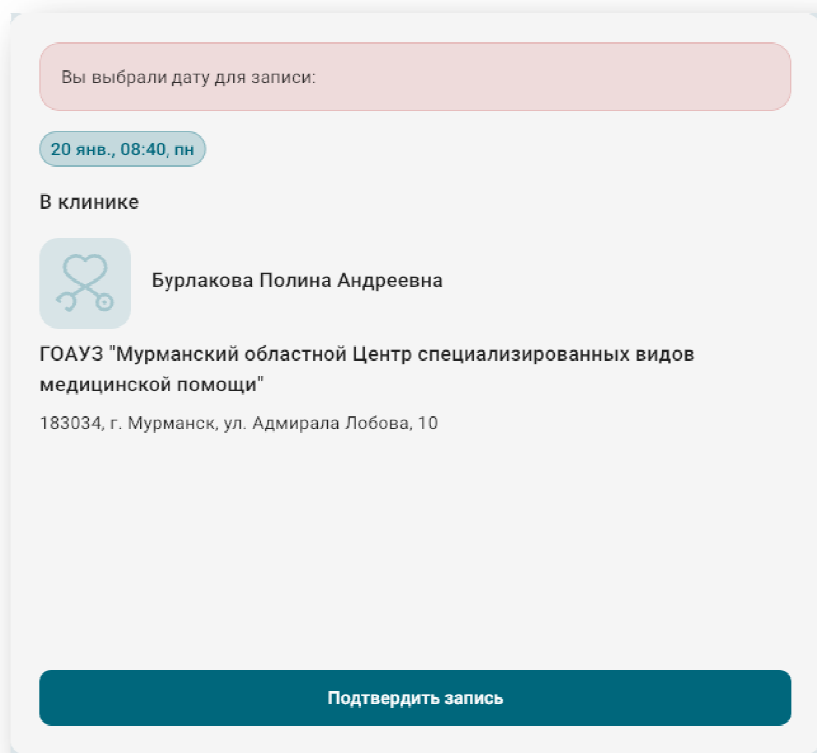 Вы выбрали дату для записи:
20 янв., 08:40, пн
В клинике
Бурлакова Полина Андреевна
ГОАУЗ "Мурманский областной Центр специализированных видов
медицинской помощи"
183034, г. Мурманск, ул. Адмирала Лобова, 10
Подтвердить запись